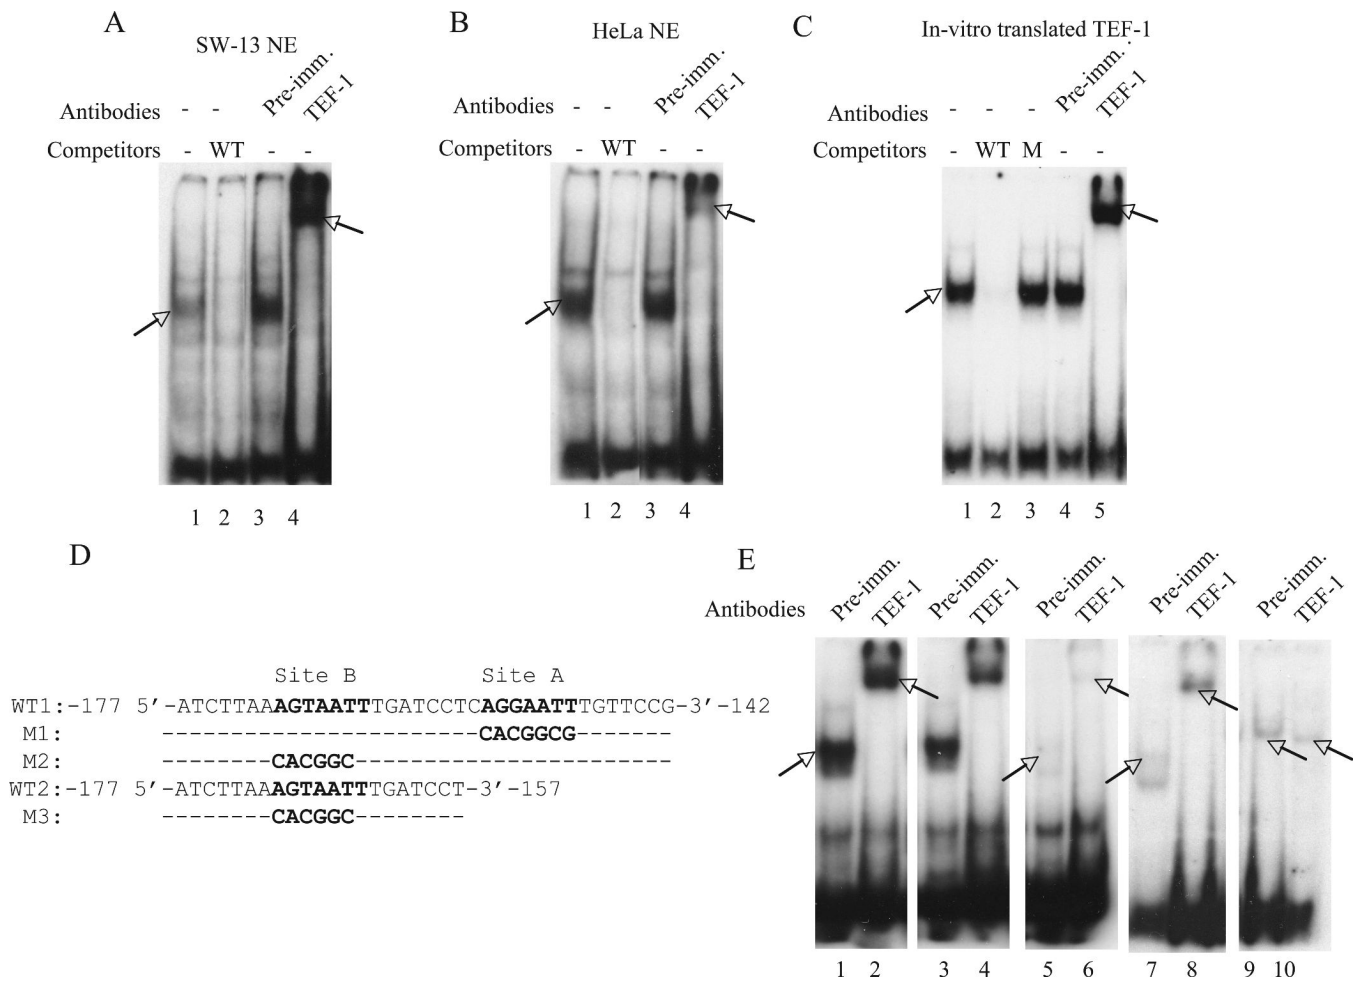 A
SW-13 NE
Antibodies - - Pre-imm. TEF-1
Competitors - WT - -
1 2 3 4
B
HeLa NE
Antibodies - - Pre-imm. TEF-1
Competitors - WT - -
1 2 3 4
C
In-vitro translated TEF-1
Antibodies - - - Pre-imm. TEF-1
Competitors - WT M - -
1 2 3 4 5
D
Site B Site A
WT1:-177 5′-ATCTTAAAGTAATTTGATCCTCAGGAATTTGTTCCG-3′-142
M1: -----------------------CACGGCG-------
M2: --------CACGGC-----------------------
WT2:-177 5′-ATCTTAAAGTAATTTGATCCT-3′-157
M3: --------CACGGC--------
E
Antibodies Pre-imm. TEF-1 Pre-imm. TEF-1 Pre-imm. TEF-1 Pre-imm. TEF-1 Pre-imm. TEF-1
1 2 3 4 5 6 7 8 9 10